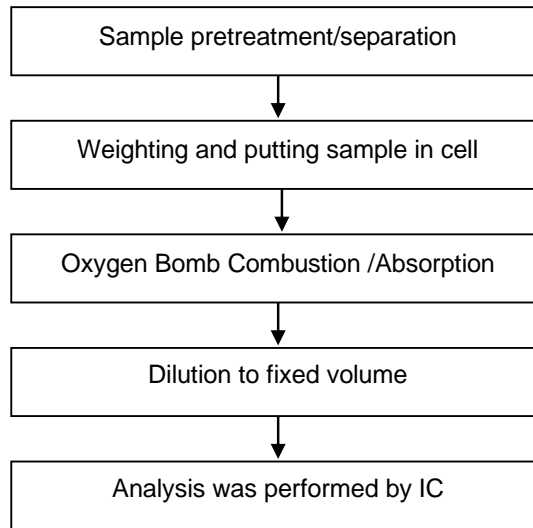 Sample pretreatment/separation
Weighting and putting sample in cell
Oxygen Bomb Combustion /Absorption
Dilution to fixed volume
Analysis was performed by IC